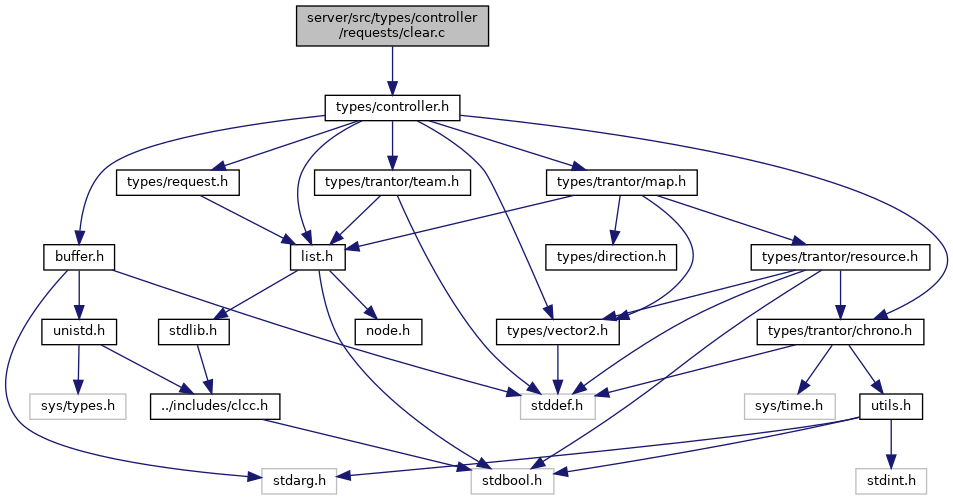 server/src/types/controller
/requests/clear.c
types/controller.h
types/request.h
types/trantor/team.h
types/trantor/map.h
buffer.h
list.h
types/direction.h
types/trantor/resource.h
unistd.h
stdlib.h
node.h
types/vector2.h
types/trantor/chrono.h
sys/types.h
../includes/clcc.h
stddef.h
sys/time.h
utils.h
stdarg.h
stdbool.h
stdint.h